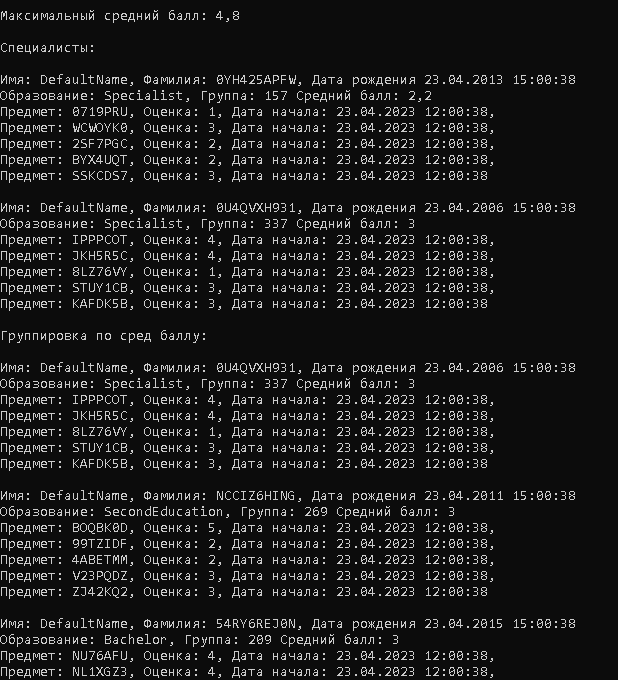 Максимальный средний балл: 4,8
Специалисты:
Имя: DefaultName, Фамилия: 0YH425APFW, Дата рождения 23.04.2013 15:00:38
Образование: Specialist, Группа: 157 Средний балл: 2,2
Предмет: 0719PRU, Оценка: 1, Дата начала: 23.04.2023 12:00:38,
Предмет: WCWOYK0, Оценка: 3, Дата начала: 23.04.2023 12:00:38,
Предмет: 2SF7PGC, Оценка: 2, Дата начала: 23.04.2023 12:00:38,
Предмет: BYX4UQT, Оценка: 2, Дата начала: 23.04.2023 12:00:38,
Предмет: SSKCDS7, Оценка: 3, Дата начала: 23.04.2023 12:00:38
Имя: DefaultName, Фамилия: 0U4QVXH931, Дата рождения 23.04.2006 15:00:38
Образование: Specialist, Группа: 337 Средний балл: 3
Предмет: IPPPCOT, Оценка: 4, Дата начала: 23.04.2023 12:00:38,
Предмет: JKH5R5C, Оценка: 4, Дата начала: 23.04.2023 12:00:38,
Предмет: 8LZ76VY, Оценка: 1, Дата начала: 23.04.2023 12:00:38,
Предмет: STUY1CB, Оценка: 3, Дата начала: 23.04.2023 12:00:38,
Предмет: KAFDK5B, Оценка: 3, Дата начала: 23.04.2023 12:00:38
Группировка по сред баллу:
Имя: DefaultName, Фамилия: 0U4QVXH931, Дата рождения 23.04.2006 15:00:38
Образование: Specialist, Группа: 337 Средний балл: 3
Предмет: IPPPCOT, Оценка: 4, Дата начала: 23.04.2023 12:00:38,
Предмет: JKH5R5C, Оценка: 4, Дата начала: 23.04.2023 12:00:38,
Предмет: 8LZ76VY, Оценка: 1, Дата начала: 23.04.2023 12:00:38,
Предмет: STUY1CB, Оценка: 3, Дата начала: 23.04.2023 12:00:38,
Предмет: KAFDK5B, Оценка: 3, Дата начала: 23.04.2023 12:00:38
Имя: DefaultName, Фамилия: NCCIZ6HING, Дата рождения 23.04.2011 15:00:38
Образование: SecondEducation, Группа: 269 Средний балл: 3
Предмет: BOQBK0D, Оценка: 5, Дата начала: 23.04.2023 12:00:38,
Предмет: 99TZIDF, Оценка: 2, Дата начала: 23.04.2023 12:00:38,
Предмет: 4ABETMM, Оценка: 2, Дата начала: 23.04.2023 12:00:38,
Предмет: V23PQDZ, Оценка: 3, Дата начала: 23.04.2023 12:00:38,
Предмет: ZJ42KQ2, Оценка: 3, Дата начала: 23.04.2023 12:00:38
Имя: DefaultName, Фамилия: 54RY6REJ0N, Дата рождения 23.04.2015 15:00:38
Образование: Bachelor, Группа: 209 Средний балл: 3
Предмет: NU76AFU, Оценка: 4, Дата начала: 23.04.2023 12:00:38,
Предмет: NL1XGZ3, Оценка: 4, Дата начала: 23.04.2023 12:00:38,